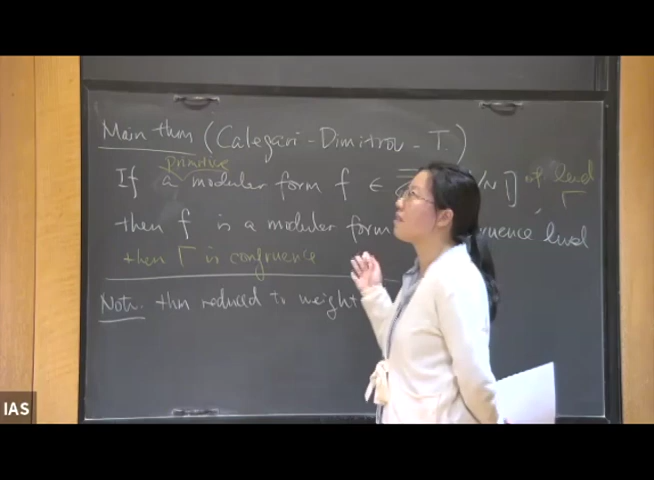 Main thm (Calegari-Dimitrov-T.)
primitive
If a modular form f ∈ /N ] of level Γ
then f is a modular form congruence level
then Γ is congruence
Note. thm reduced to weight
IAS